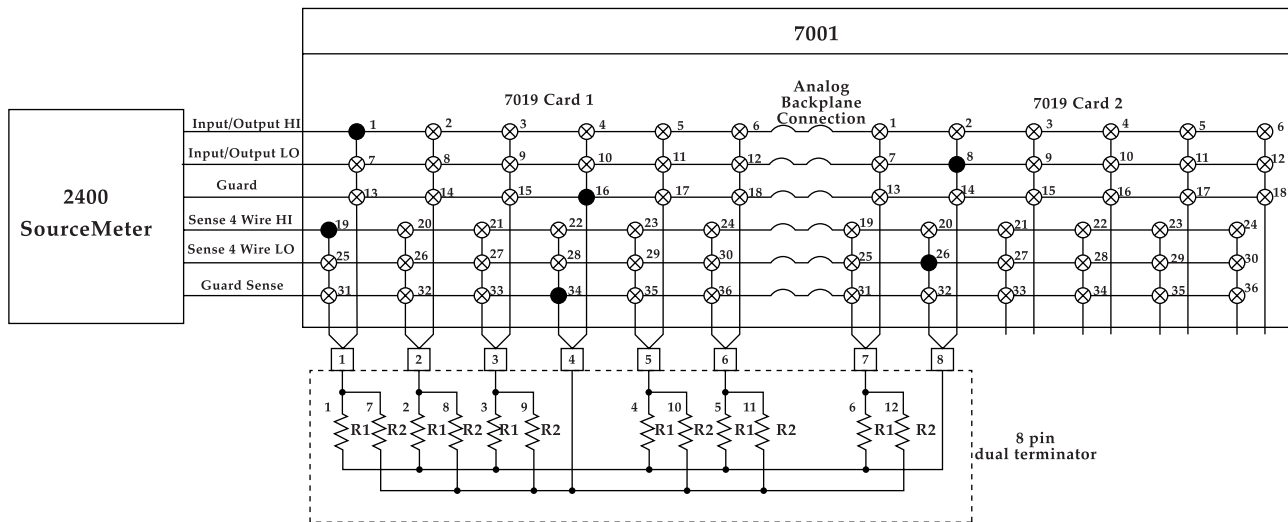 7001
Analog
Backplane
Connection
7019 Card 1
7019 Card 2
2400
SourceMeter
Input/Output HI
1 2 3 4 5 6 1 2 3 4 5 6
Input/Output LO
7 8 9 10 11 12 7 8 9 10 11 12
Guard
13 14 15 16 17 18 13 14 15 16 17 18
Sense 4 Wire HI
19 20 21 22 23 24 19 20 21 22 23 24
Sense 4 Wire LO
25 26 27 28 29 30 25 26 27 28 29 30
Guard Sense
31 32 33 34 35 36 31 32 33 34 35 36
1 2 3 4 5 6 7 8
1 7 2 8 3 9 4 10 5 11 6 12
R1 R2 R1 R2 R1 R2 R1 R2 R1 R2 R1 R2
8 pin
dual terminator